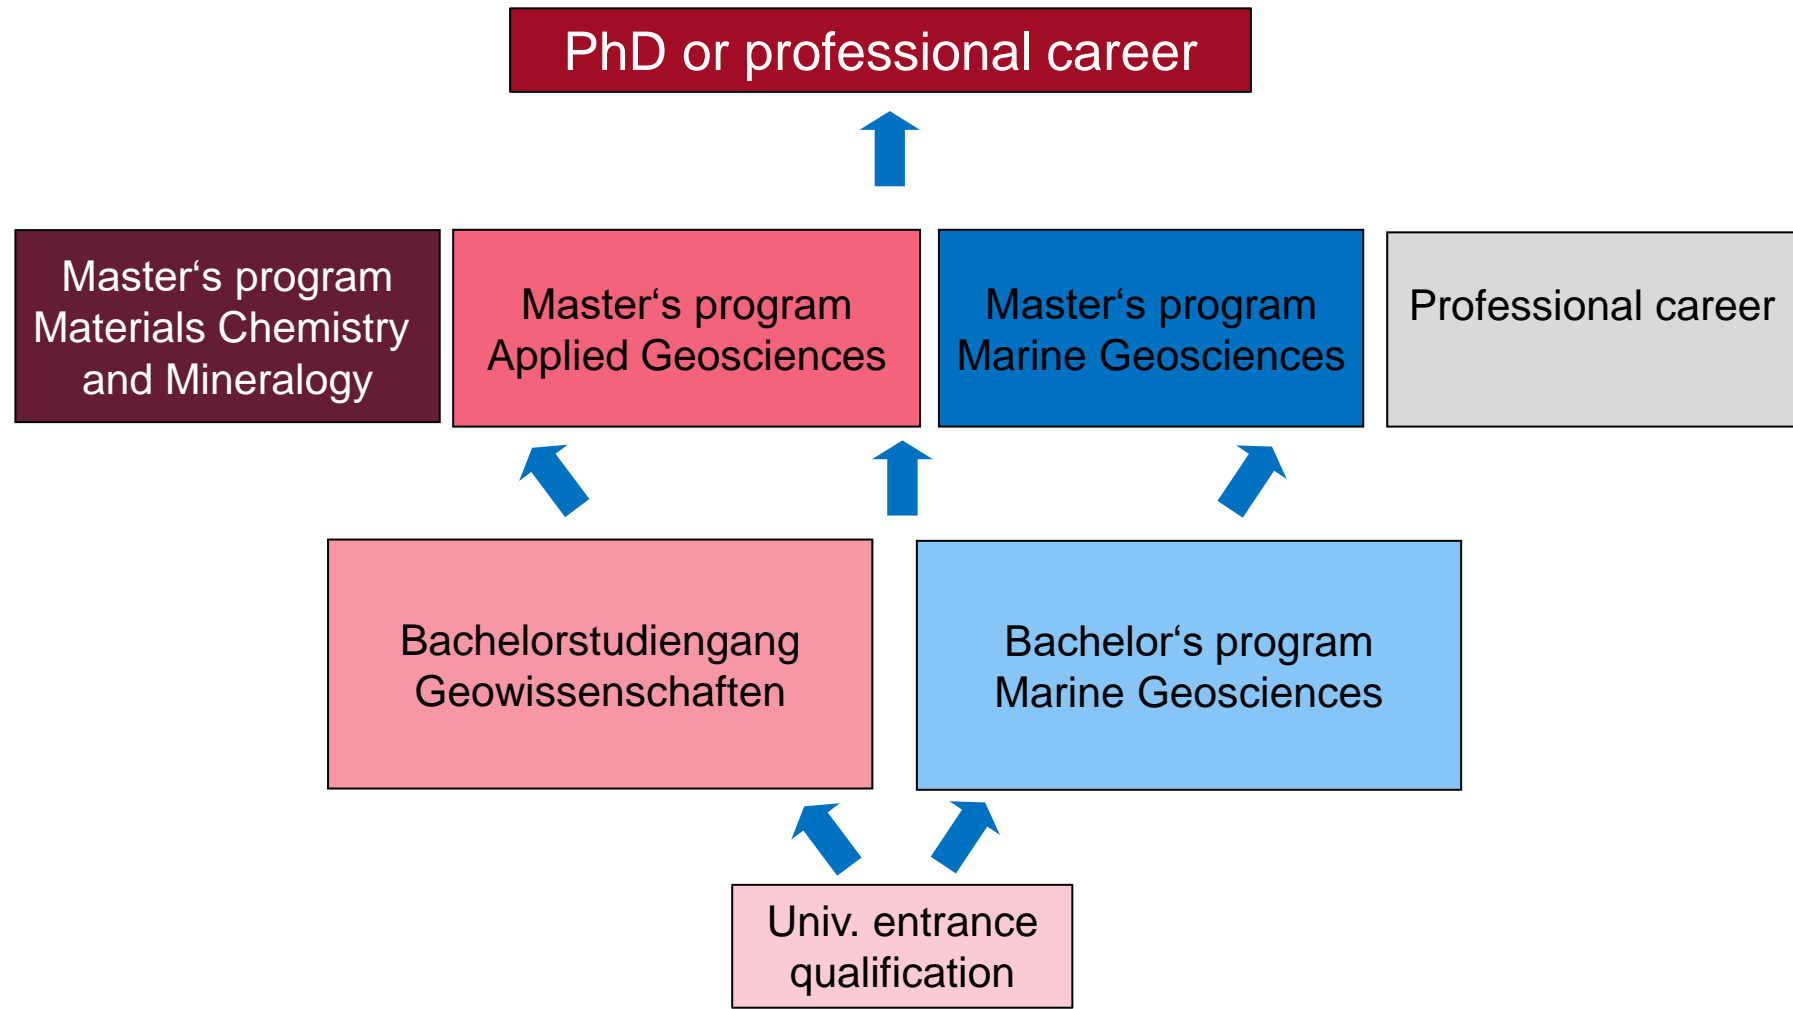 PhD or professional career
Master‘s program
Materials Chemistry
and Mineralogy
Master‘s program
Applied Geosciences
Master‘s program
Marine Geosciences
Professional career
Bachelorstudiengang
Geowissenschaften
Bachelor‘s program
Marine Geosciences
Univ. entrance
qualification